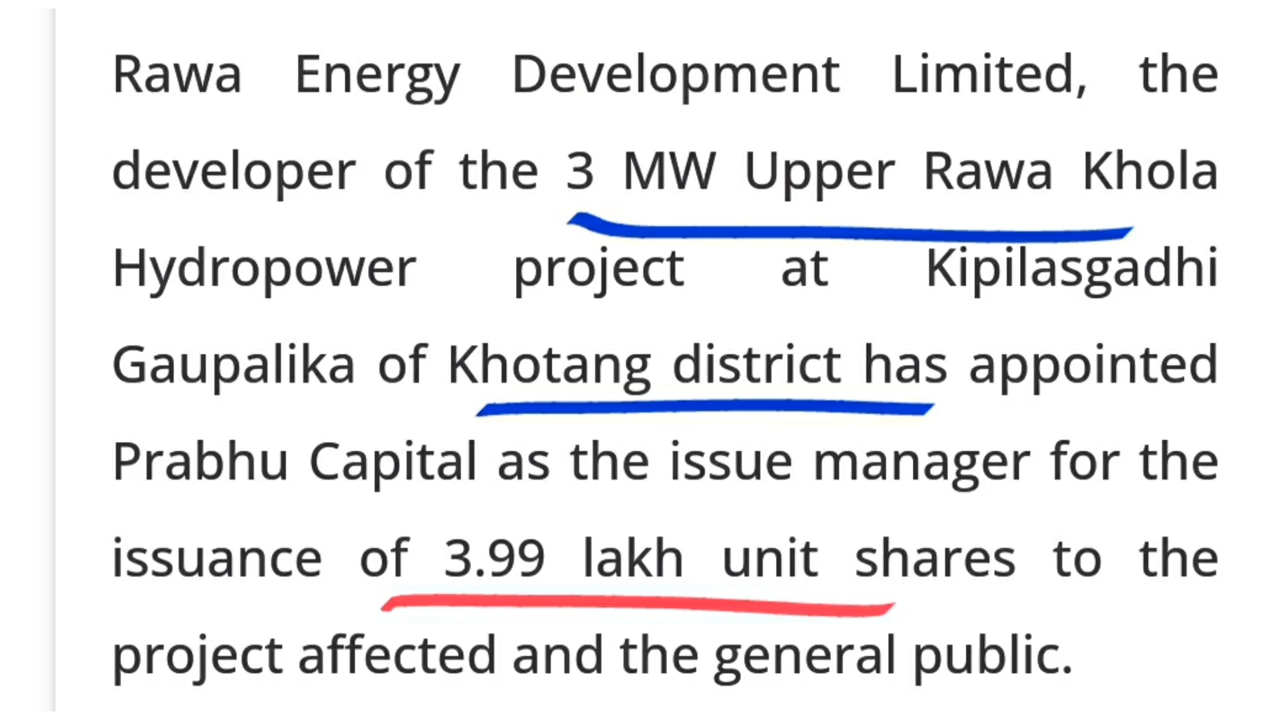 Rawa Energy Development Limited, the
developer of the 3 MW Upper Rawa Khola
Hydropower project at Kipilasgadhi
Gaupalika of Khotang district has appointed
Prabhu Capital as the issue manager for the
issuance of 3.99 lakh unit shares to the
project affected and the general public.